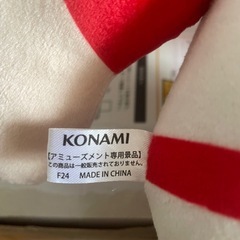 KONAMI
【アミューズメント専用景品】
この商品は一般販売されておりません。
F24 MADE IN CHINA